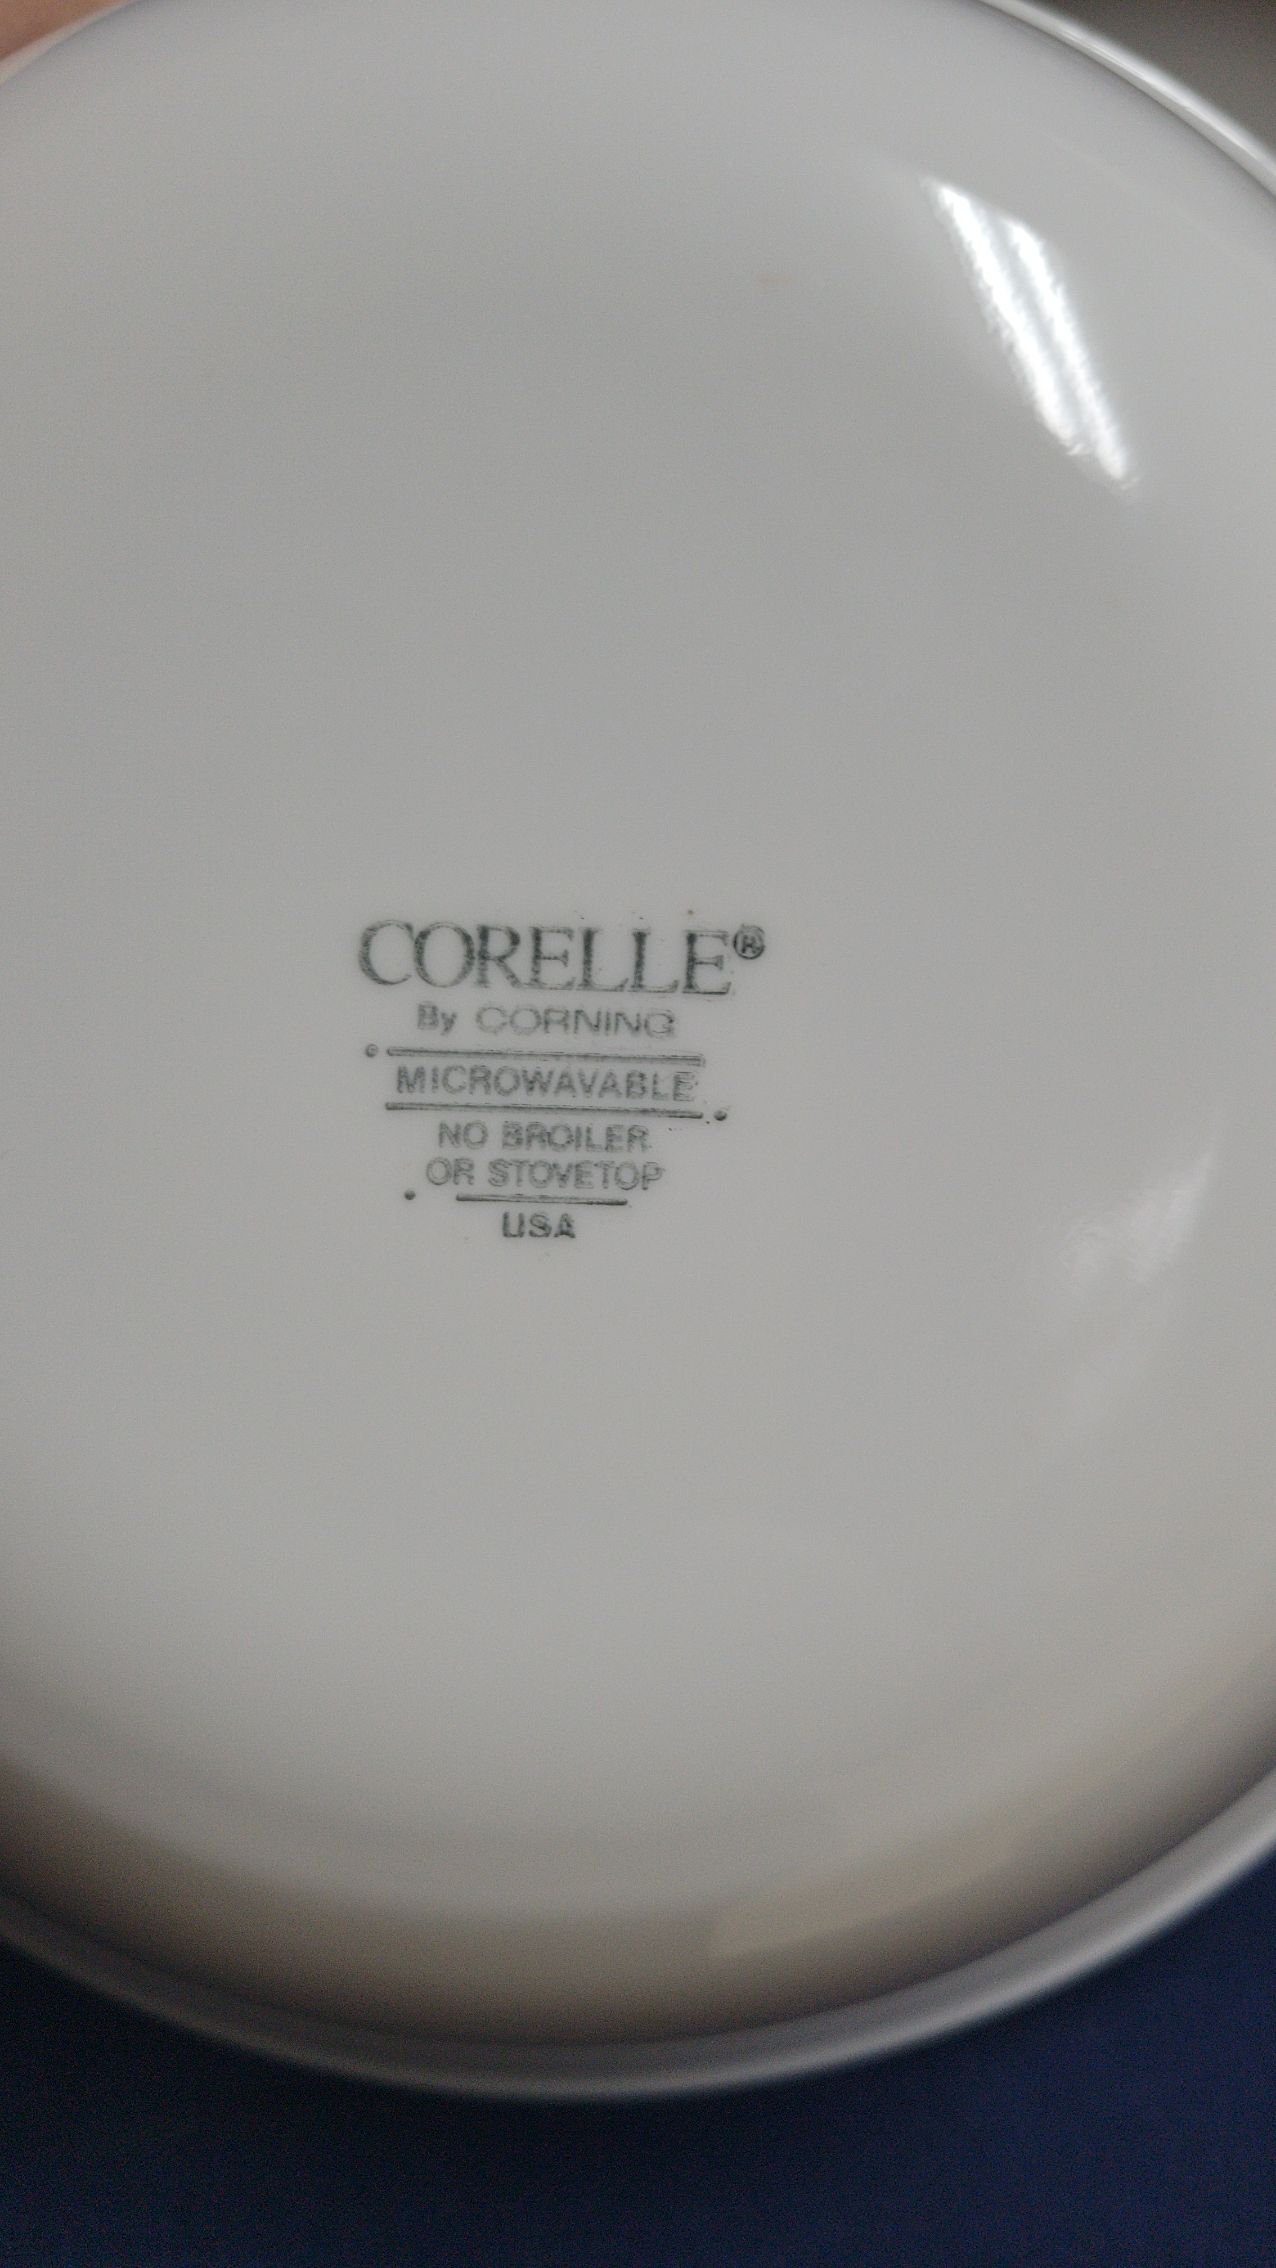 CORELLE®
By CORNING
MICROWAVABLE
NO BROILER
OR STOVETOP
USA